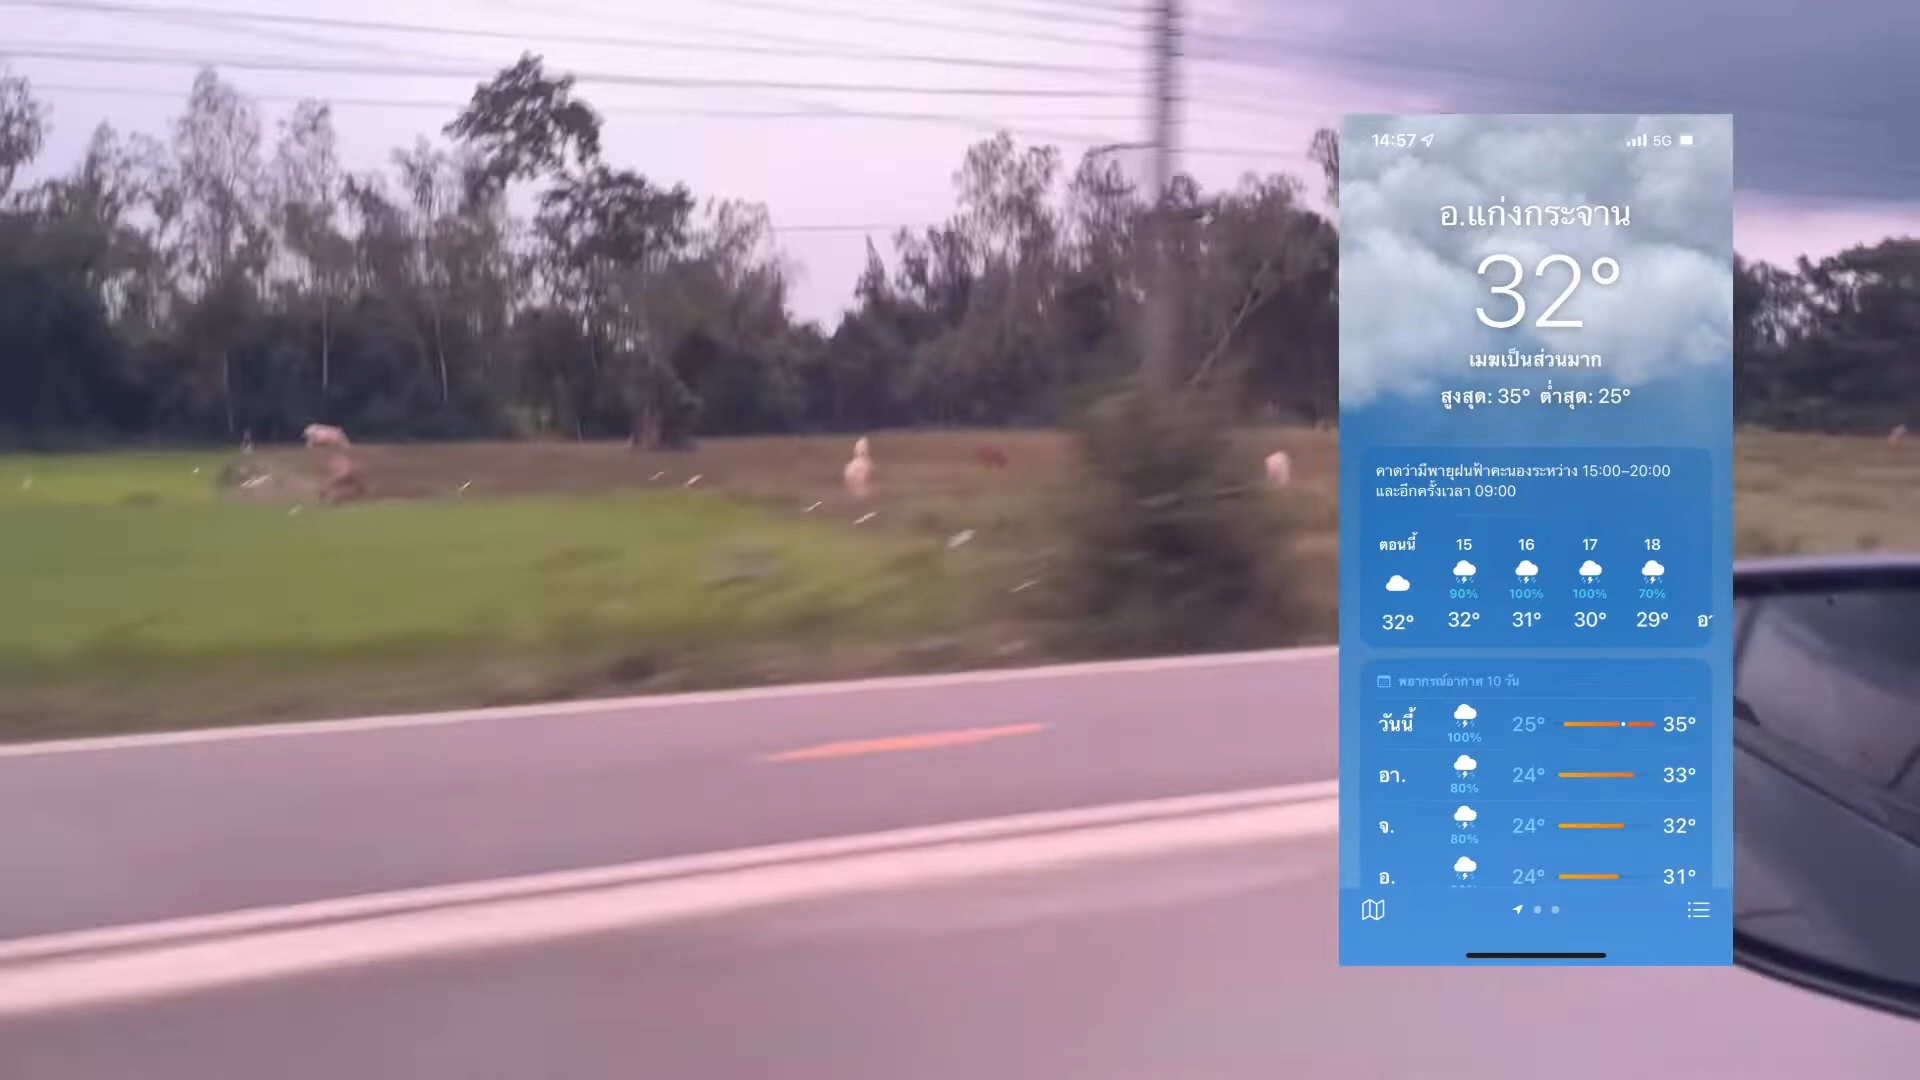 14:57 5G
อ.แก่งกระจาน
32°
เมฆเป็นส่วนมาก
สูงสุด: 35° ต่ำสุด: 25°
คาดว่ามีพายุฝนฟ้าคะนองระหว่าง 15:00–20:00
และอีกครั้งเวลา 09:00
ตอนนี้ 15 16 17 18
90% 100% 100% 70%
32° 32° 31° 30° 29°
พยากรณ์อากาศ 10 วัน
วันนี้ 25° 35°
100%
อา. 24° 33°
80%
จ. 24° 32°
80%
อ. 24° 31°